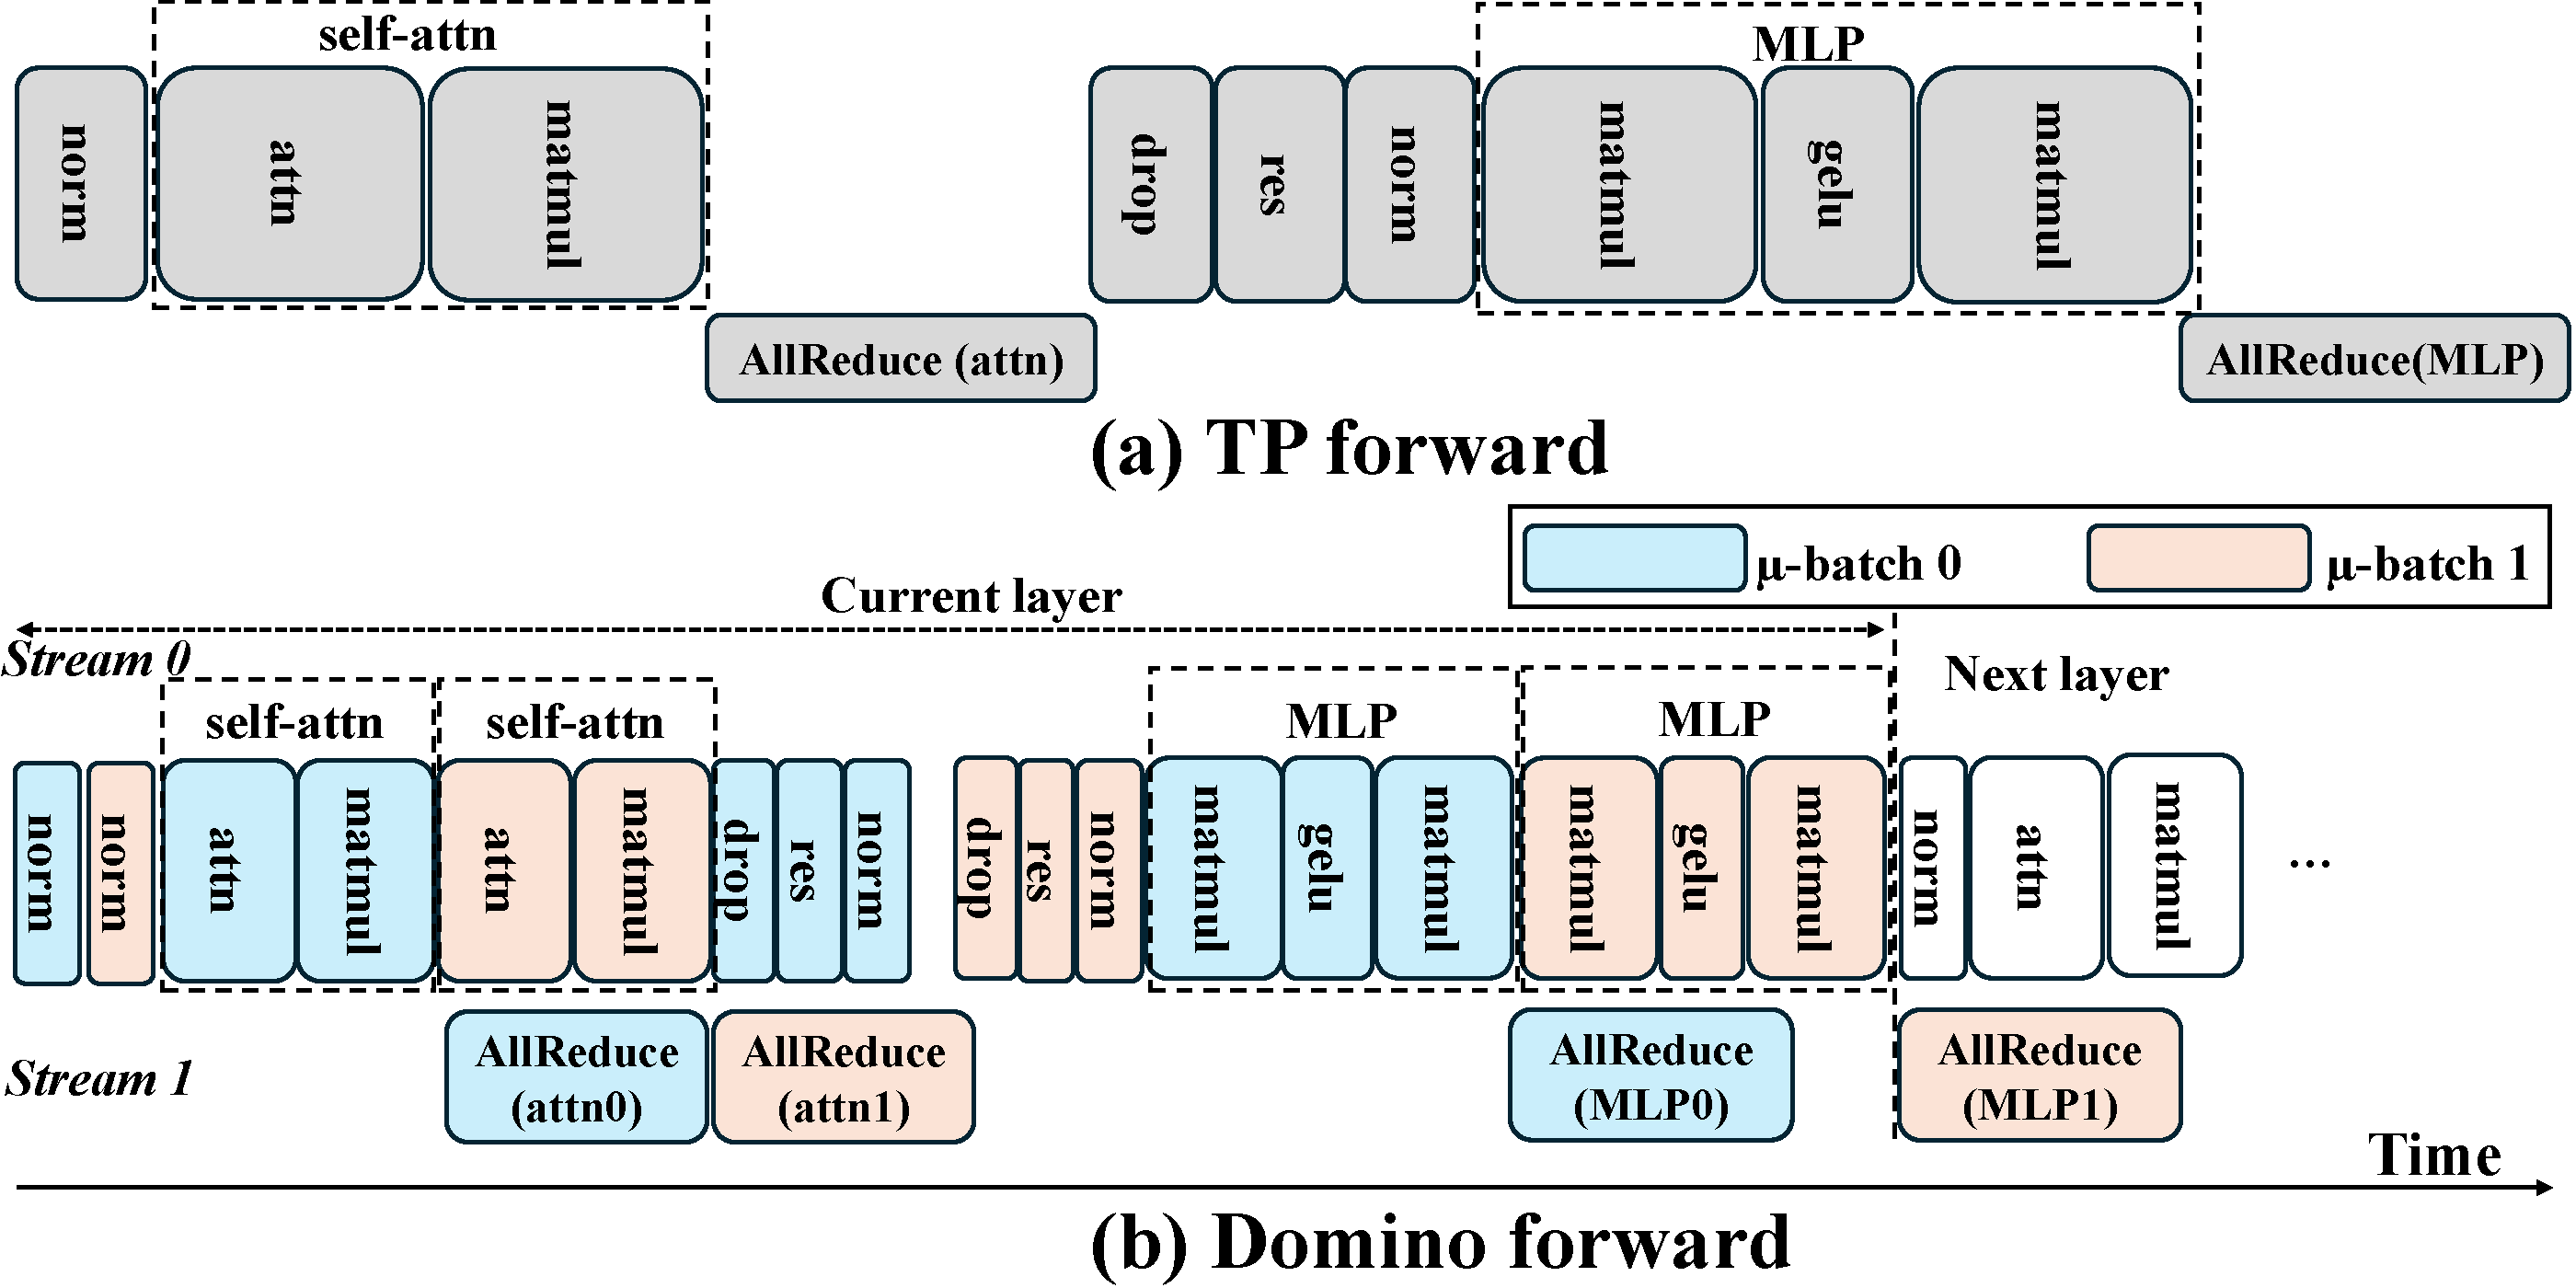 self-attn
MLP
norm
attn
matmul
drop
res
norm
matmul
gelu
matmul
AllReduce (attn)
AllReduce(MLP)
(a) TP forward
μ-batch 0
μ-batch 1
Current layer
Stream 0
Next layer
self-attn
self-attn
MLP
MLP
norm
norm
attn
matmul
attn
matmul
drop
res
norm
drop
res
norm
matmul
gelu
matmul
matmul
gelu
matmul
norm
attn
matmul
...
Stream 1
AllReduce
(attn0)
AllReduce
(attn1)
AllReduce
(MLP0)
AllReduce
(MLP1)
Time
(b) Domino forward